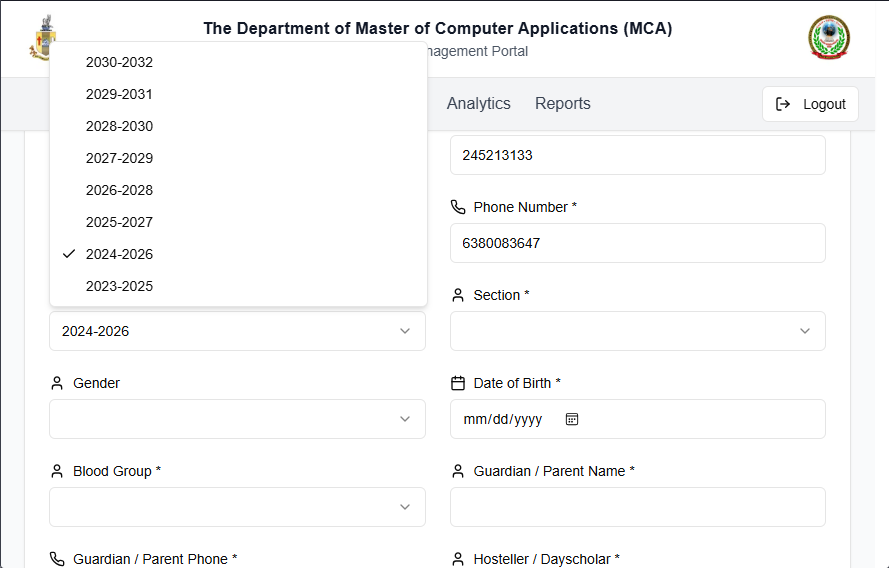 The Department of Master of Computer Applications (MCA)
nagement Portal
Analytics Reports Logout
2030-2032
2029-2031
2028-2030
2027-2029
2026-2028
2025-2027
2024-2026
2023-2025
245213133
Phone Number *
6380083647
Section *
2024-2026
Gender
Date of Birth *
mm/dd/yyyy
Blood Group *
Guardian / Parent Name *
Guardian / Parent Phone *
Hosteller / Dayscholar *